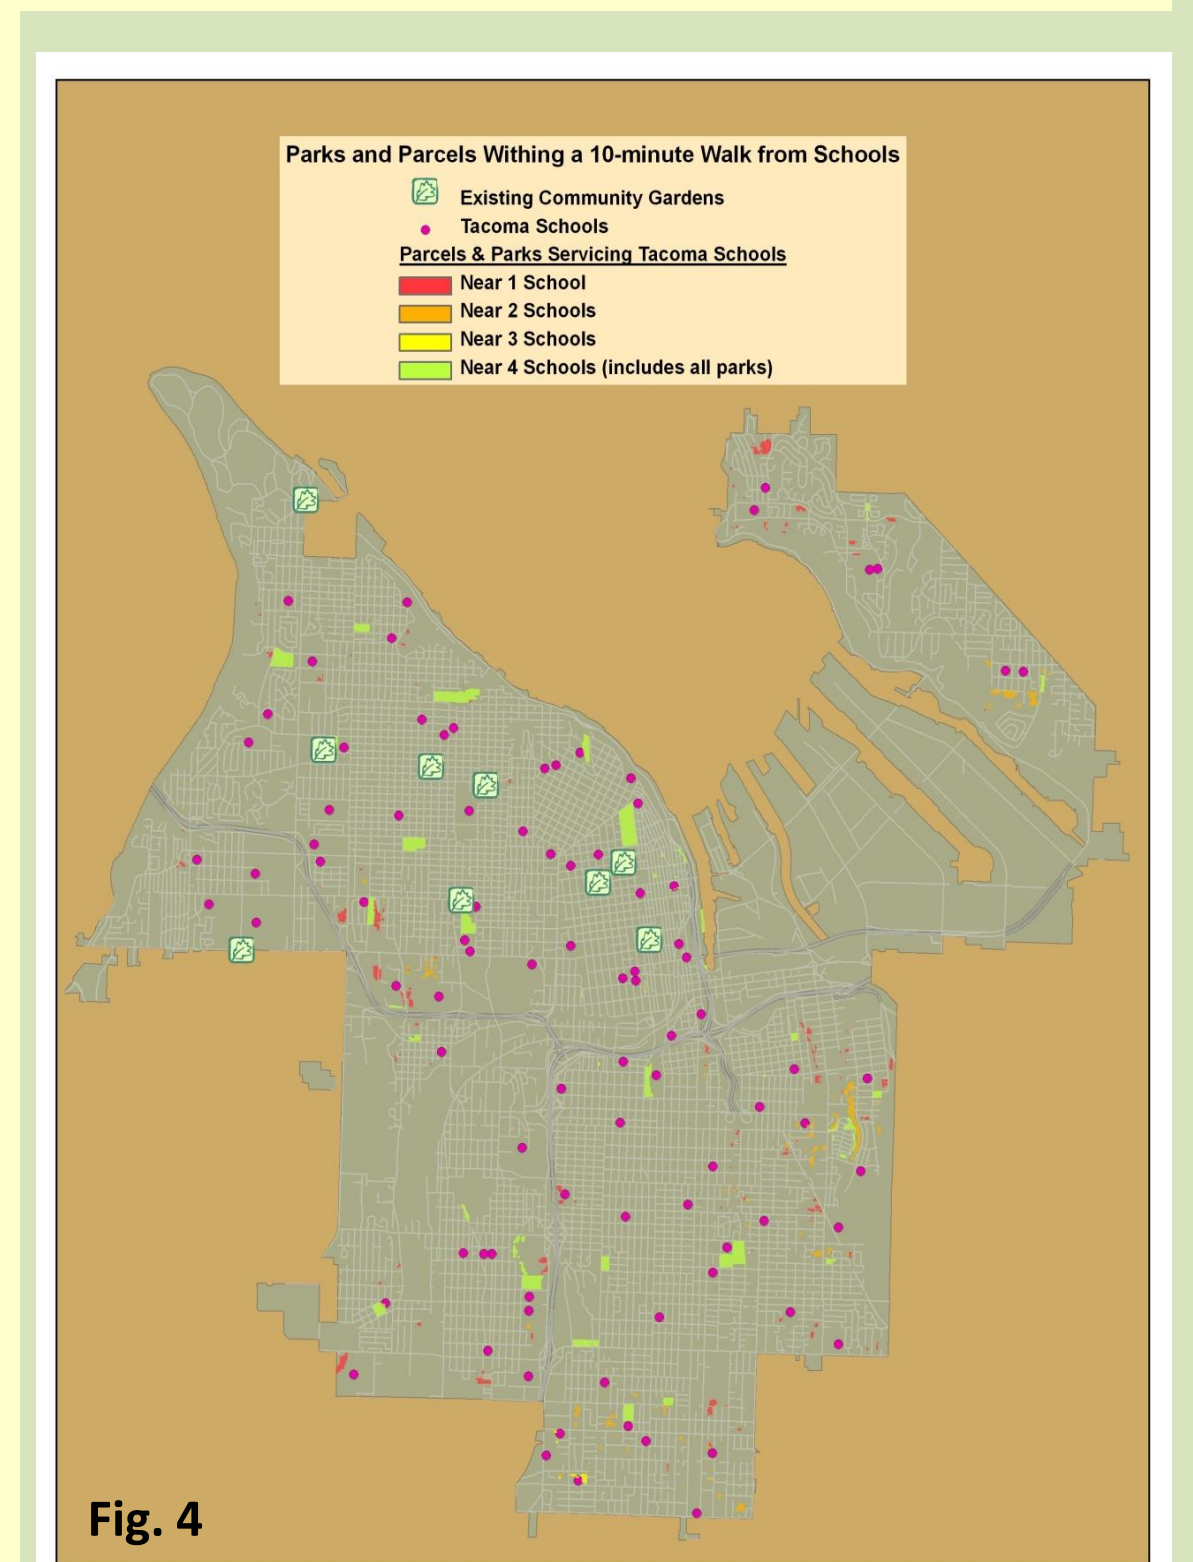 Parks and Parcels Withing a 10-minute Walk from Schools
Existing Community Gardens
Tacoma Schools
Parcels & Parks Servicing Tacoma Schools
Near 1 School
Near 2 Schools
Near 3 Schools
Near 4 Schools (includes all parks)
Fig. 4